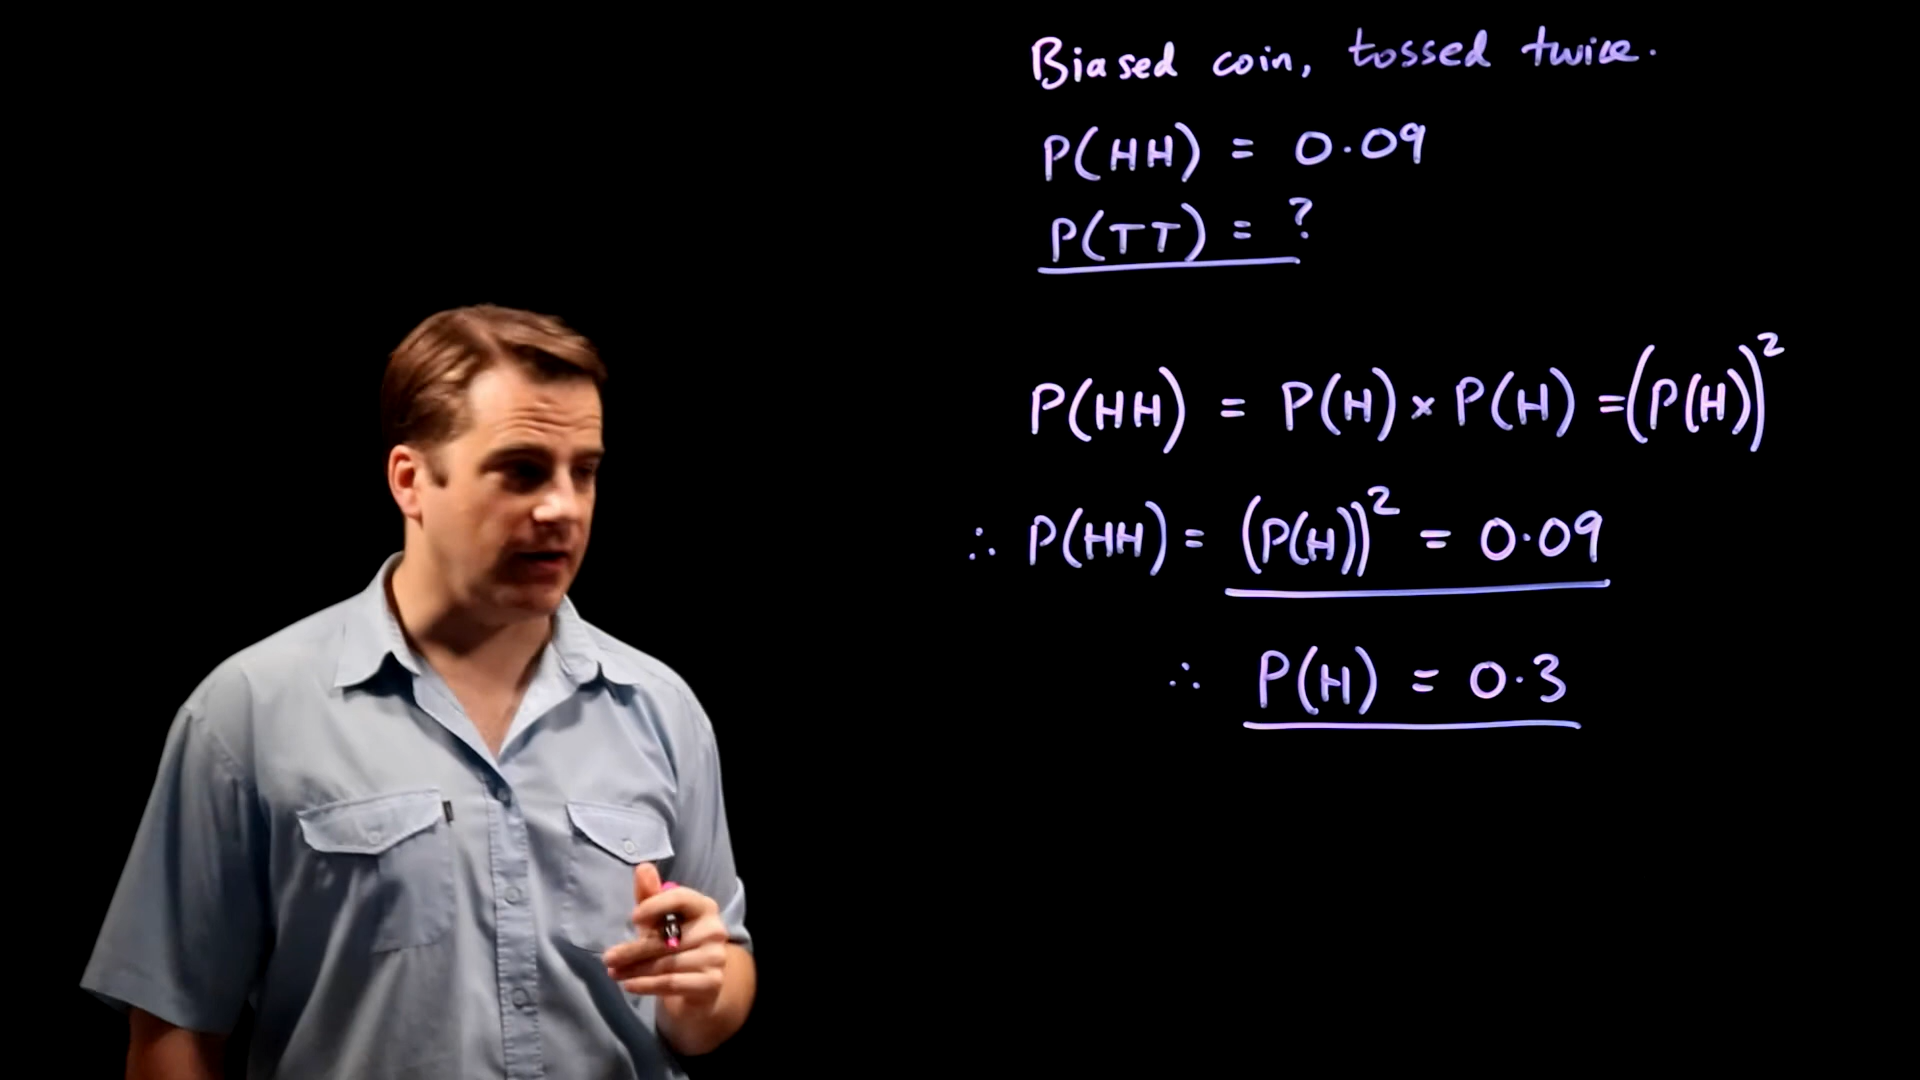 Biased coin, tossed twice.
P(HH) = 0.09
P(TT) = ?
P(HH) = P(H) × P(H) = (P(H))²
∴ P(HH) = (P(H))² = 0.09
∴ P(H) = 0.3